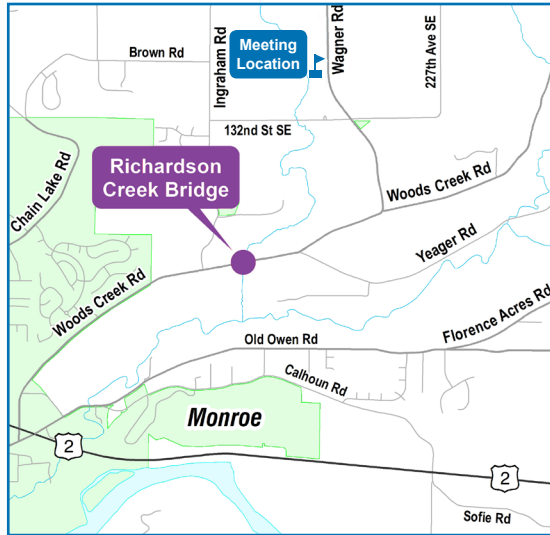 Brown Rd
Ingraham Rd
Meeting
Location
Wagner Rd
227th Ave SE
132nd St SE
Chain Lake Rd
Richardson
Creek Bridge
Woods Creek Rd
Yeager Rd
Woods Creek Rd
Florence Acres Rd
Old Owen Rd
Calhoun Rd
Monroe
2
2
Sofie Rd